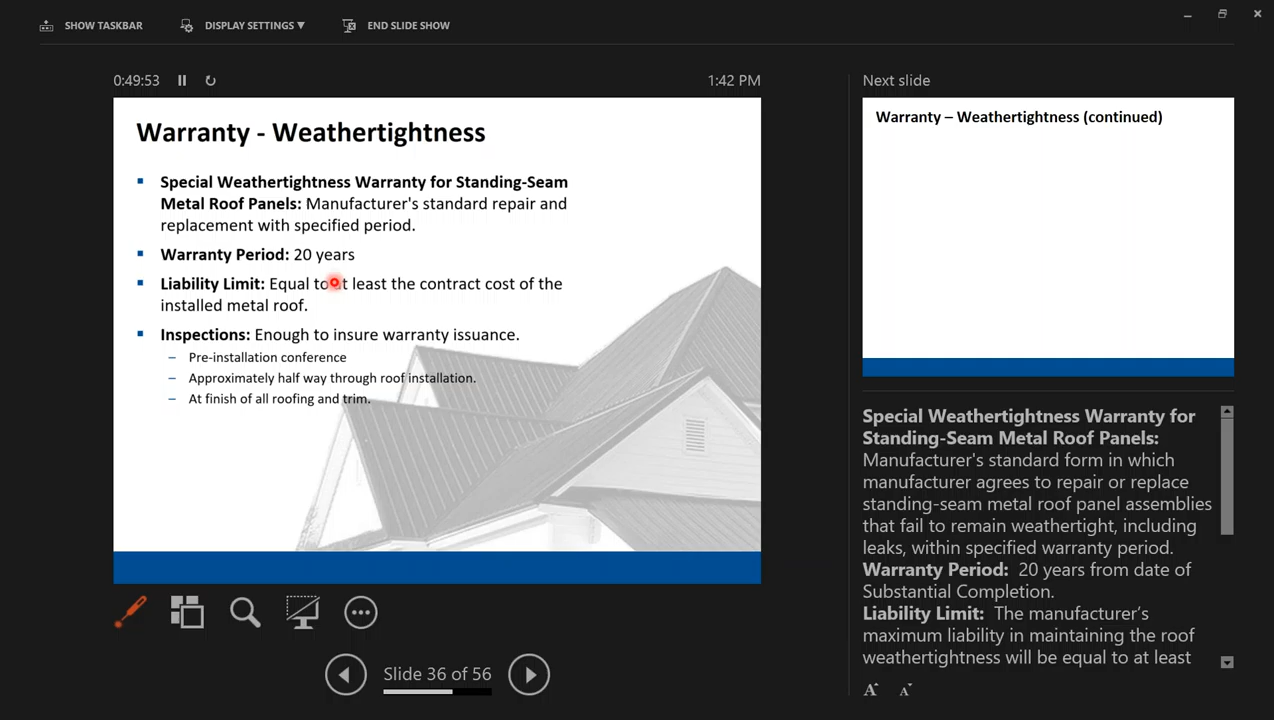 SHOW TASKBAR DISPLAY SETTINGS ▼ END SLIDE SHOW
0:49:53 1:42 PM
Warranty - Weathertightness
▪ Special Weathertightness Warranty for Standing-Seam
Metal Roof Panels: Manufacturer's standard repair and
replacement with specified period.
▪ Warranty Period: 20 years
▪ Liability Limit: Equal to at least the contract cost of the
installed metal roof.
▪ Inspections: Enough to insure warranty issuance.
– Pre-installation conference
– Approximately half way through roof installation.
– At finish of all roofing and trim.
Slide 36 of 56
Next slide
Warranty – Weathertightness (continued)
Special Weathertightness Warranty for
Standing-Seam Metal Roof Panels:
Manufacturer's standard form in which
manufacturer agrees to repair or replace
standing-seam metal roof panel assemblies
that fail to remain weathertight, including
leaks, within specified warranty period.
Warranty Period: 20 years from date of
Substantial Completion.
Liability Limit: The manufacturer's
maximum liability in maintaining the roof
weathertightness will be equal to at least
A A